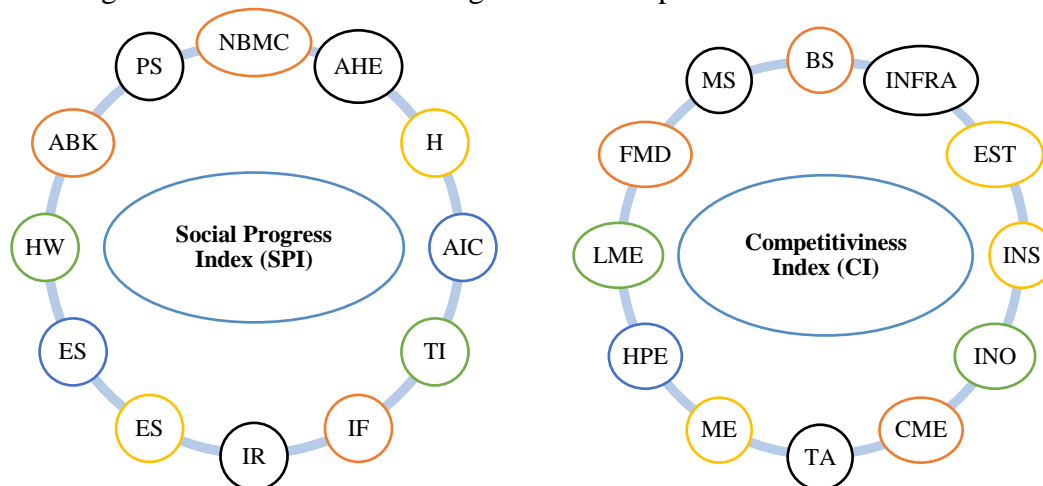 NBMC
PS
AHE
ABK
H
HW
Social Progress
Index (SPI)
AIC
ES
TI
ES
IF
IR
BS
MS
INFRA
FMD
EST
LME
Competitiviness
Index (CI)
INS
HPE
INO
ME
CME
TA